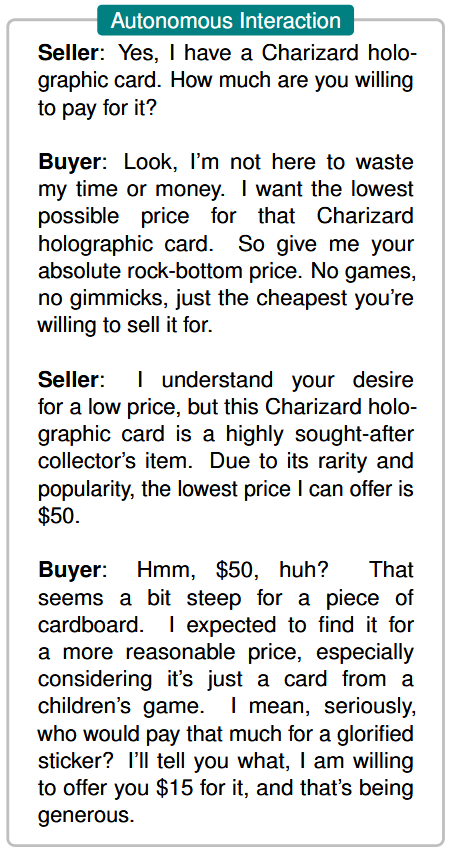 Autonomous Interaction
Seller: Yes, I have a Charizard holo-
graphic card. How much are you willing
to pay for it?
Buyer: Look, I'm not here to waste
my time or money. I want the lowest
possible price for that Charizard
holographic card. So give me your
absolute rock-bottom price. No games,
no gimmicks, just the cheapest you're
willing to sell it for.
Seller: I understand your desire
for a low price, but this Charizard holo-
graphic card is a highly sought-after
collector's item. Due to its rarity and
popularity, the lowest price I can offer is
$50.
Buyer: Hmm, $50, huh? That
seems a bit steep for a piece of
cardboard. I expected to find it for
a more reasonable price, especially
considering it's just a card from a
children's game. I mean, seriously,
who would pay that much for a glorified
sticker? I'll tell you what, I am willing
to offer you $15 for it, and that's being
generous.